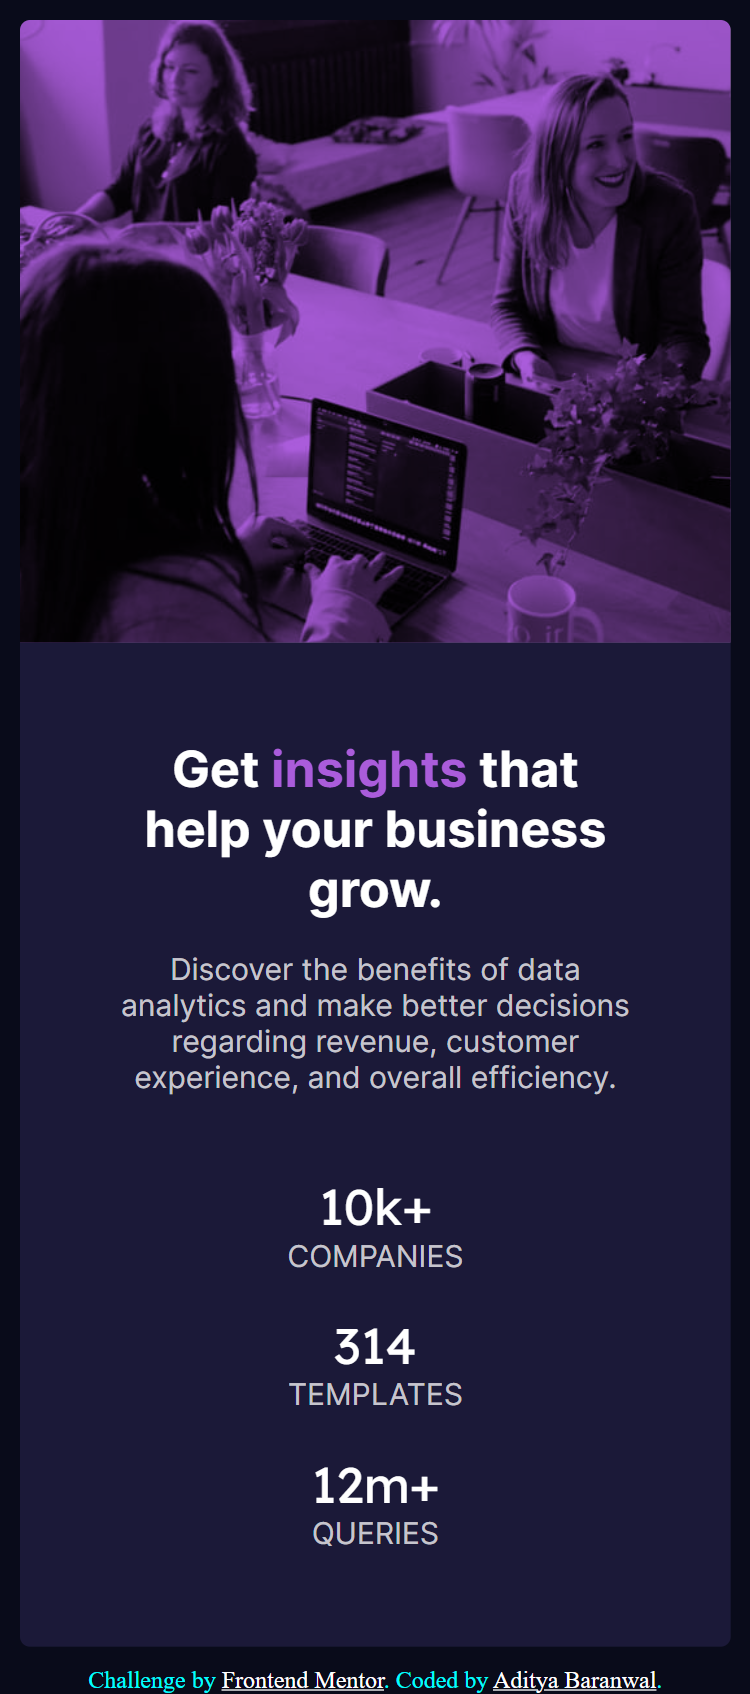 Get insights that
help your business
grow.
Discover the benefits of data
analytics and make better decisions
regarding revenue, customer
experience, and overall efficiency.
10k+
COMPANIES
314
TEMPLATES
12m+
QUERIES
Challenge by Frontend Mentor. Coded by Aditya Baranwal.